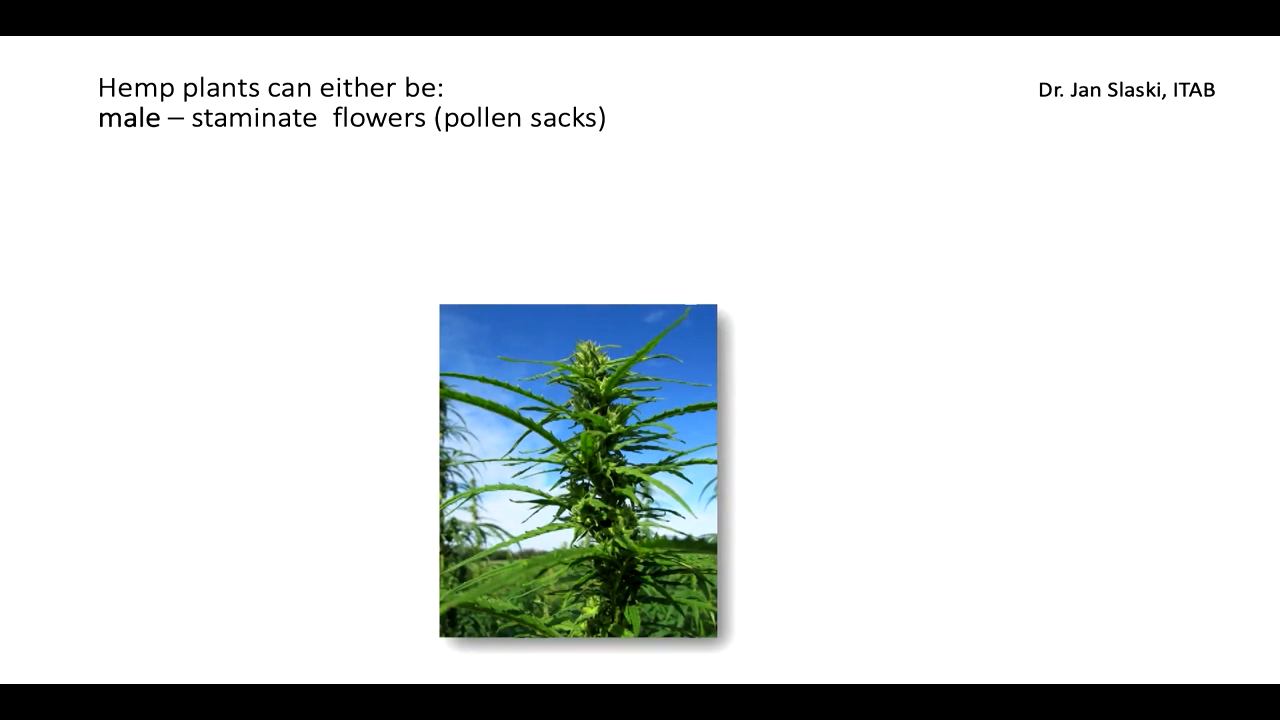 Hemp plants can either be:
Dr. Jan Slaski, ITAB
male – staminate  flowers (pollen sacks)